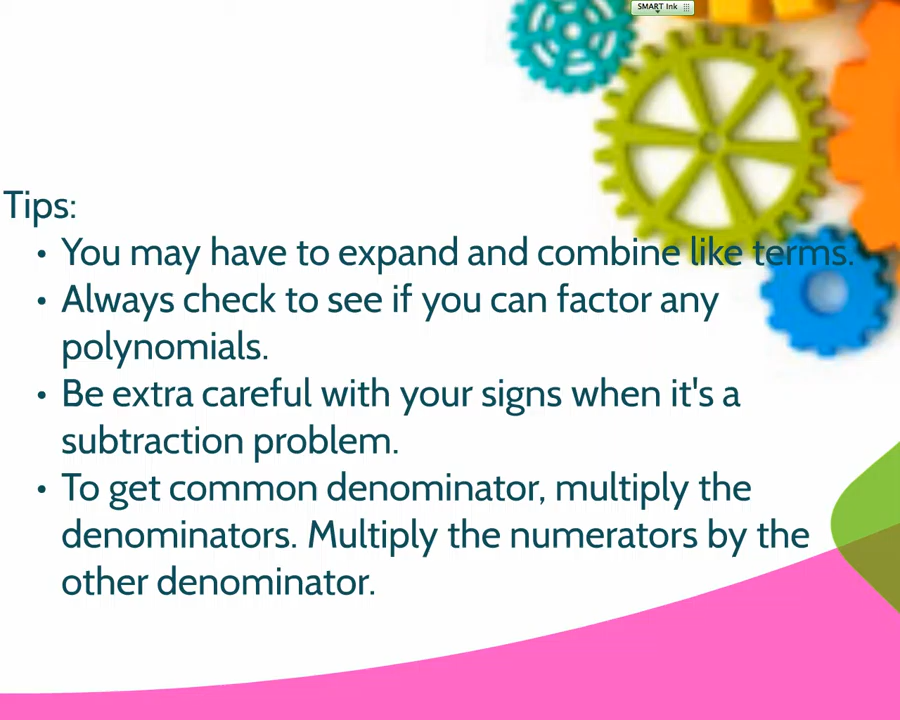 SMART Ink
Tips:
• You may have to expand and combine like terms.
• Always check to see if you can factor any
polynomials.
• Be extra careful with your signs when it's a
subtraction problem.
• To get common denominator, multiply the
denominators. Multiply the numerators by the
other denominator.